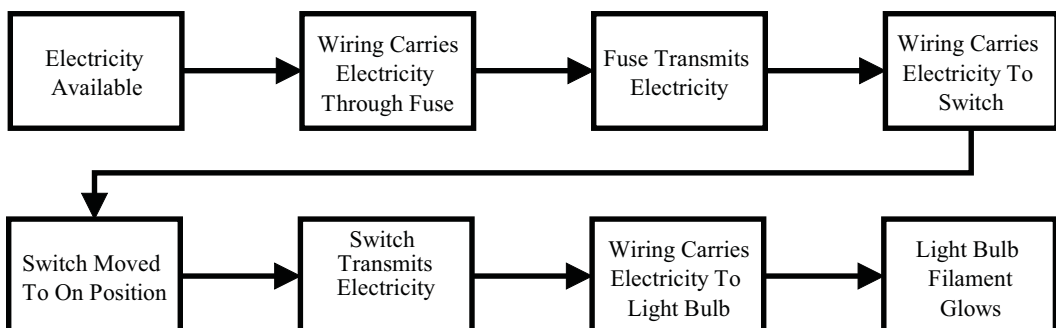 Electricity
Available
Wiring Carries
Electricity
Through Fuse
Fuse Transmits
Electricity
Wiring Carries
Electricity To
Switch
Switch Moved
To On Position
Switch
Transmits
Electricity
Wiring Carries
Electricity To
Light Bulb
Light Bulb
Filament
Glows